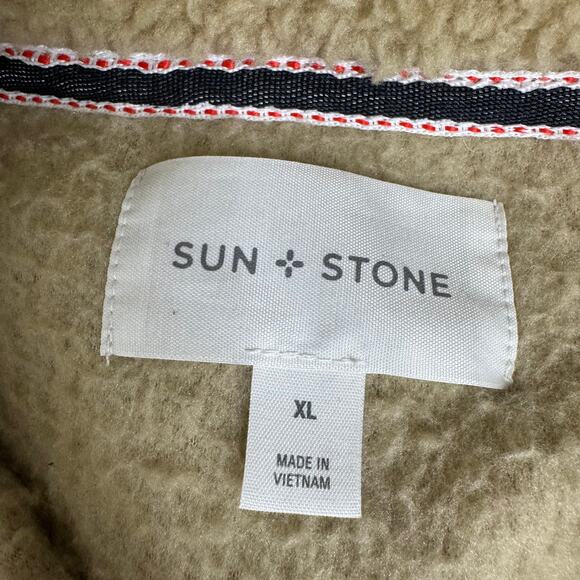 SUN + STONE
XL
MADE IN
VIETNAM